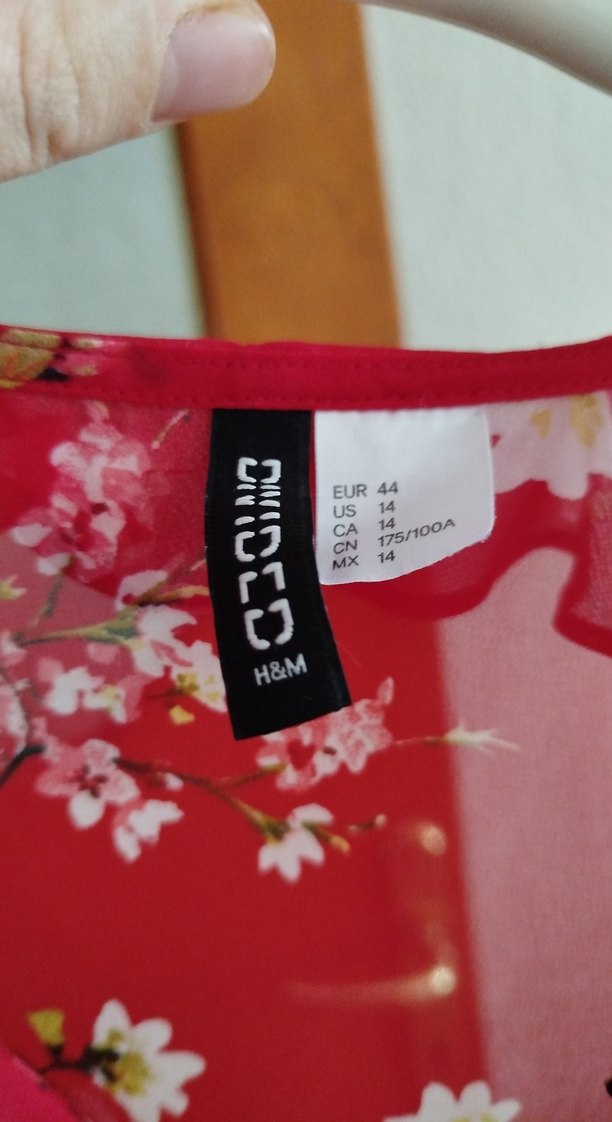 DIVIDED
H&M
EUR 44
US 14
CA 14
CN 175/100A
MX 14